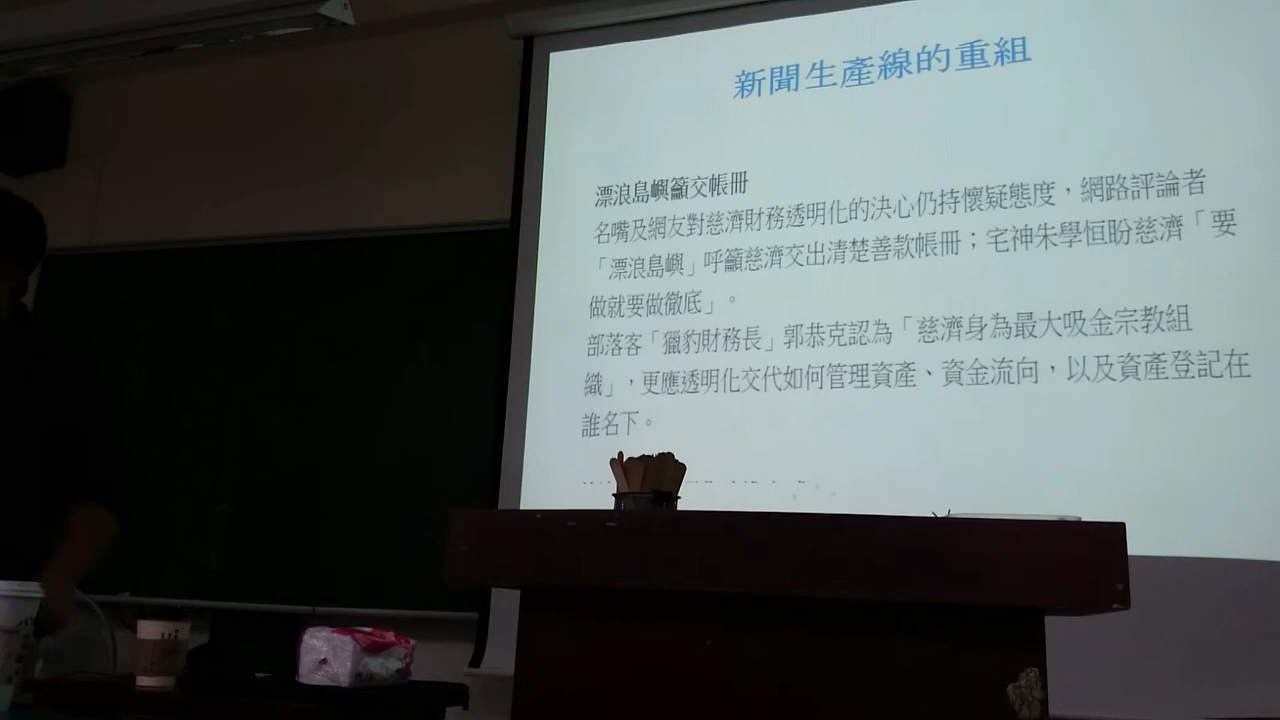 新聞生產線的重組
漂浪島嶼籲交帳冊
名嘴及網友對慈濟財務透明化的決心仍持懷疑態度，網路評論者
「漂浪島嶼」呼籲慈濟交出清楚善款帳冊；宅神朱學恒盼慈濟「要
做就要做徹底」。
部落客「獵豹財務長」郭恭克認為「慈濟身為最大吸金宗教組
織」，更應透明化交代如何管理資產、資金流向，以及資產登記在
誰名下。